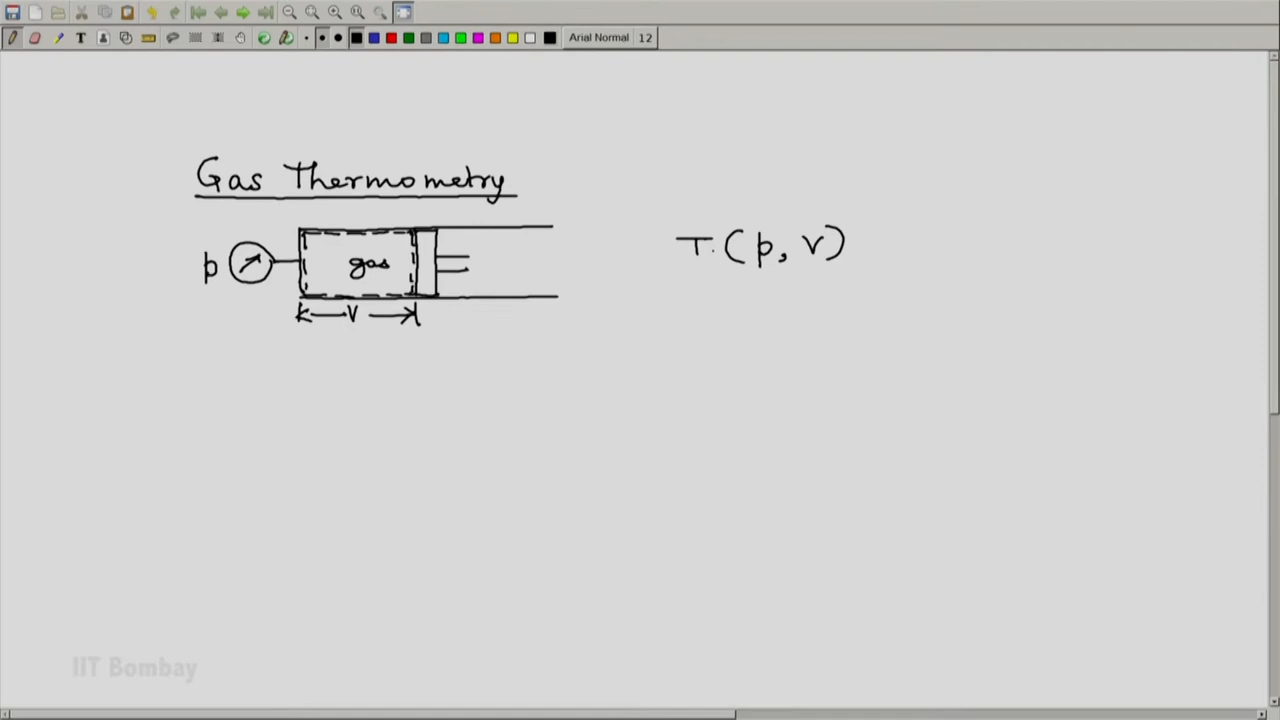 Arial Normal 12
Gas Thermometry
p
gas
T(p, V)
V
IIT Bombay